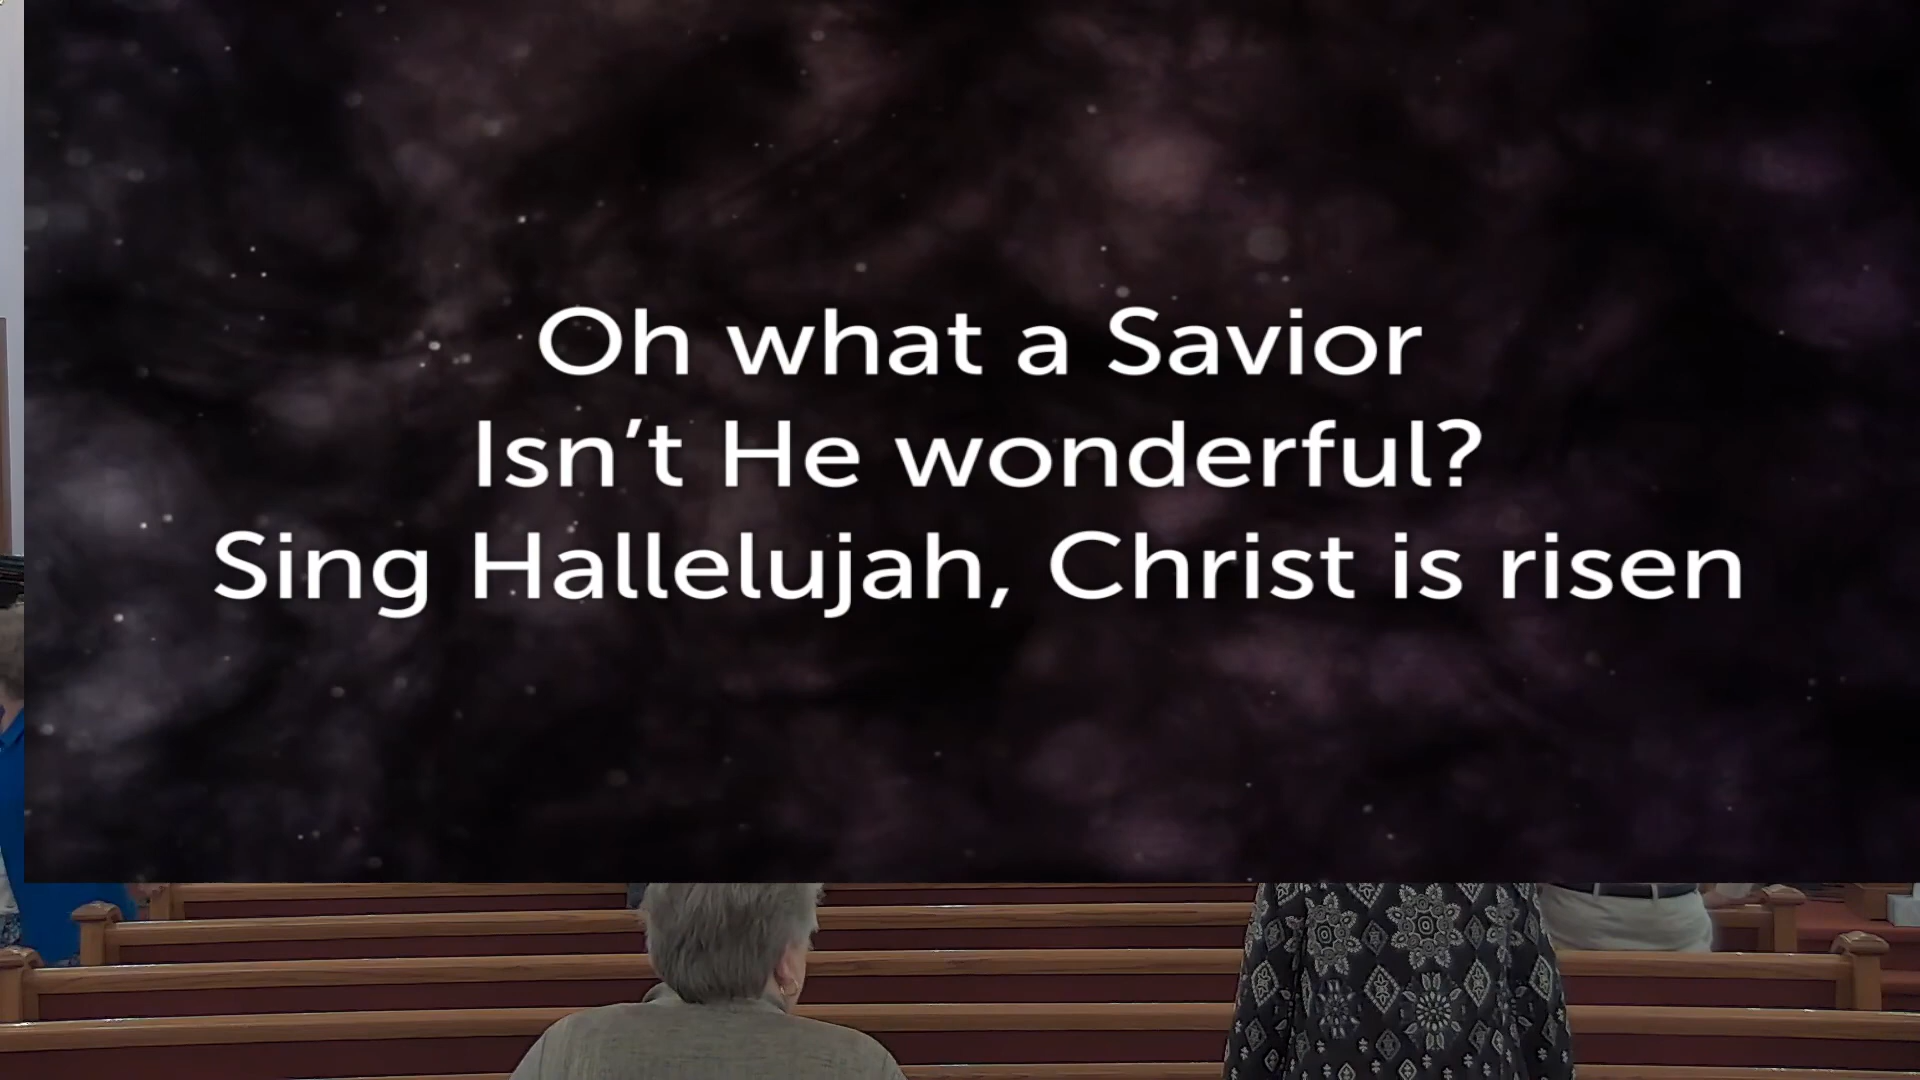 Oh what a Savior
Isn’t He wonderful?
Sing Hallelujah, Christ is risen